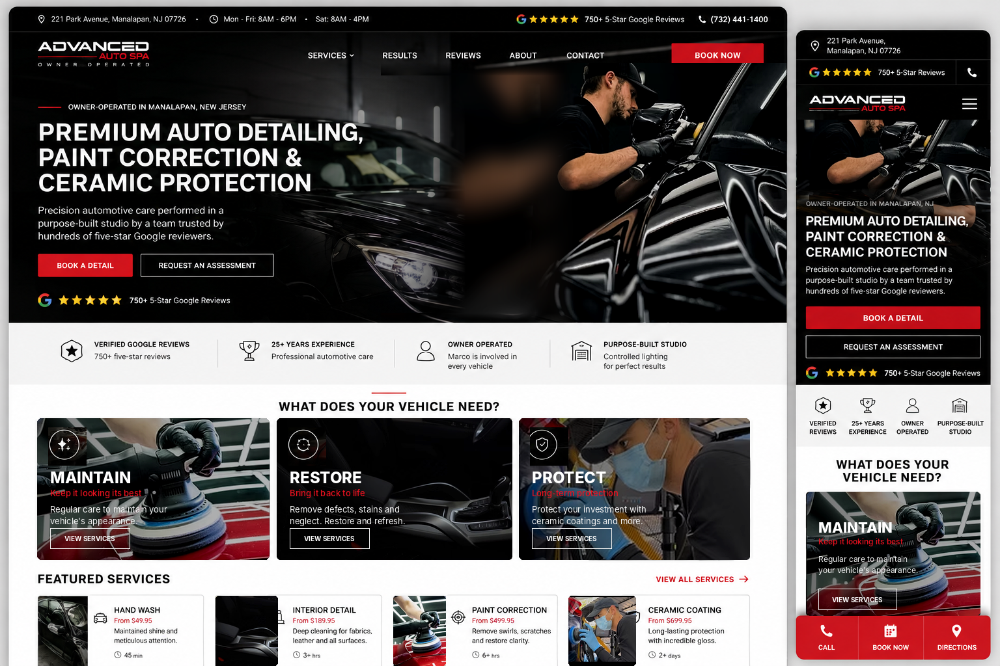 221 Park Avenue, Manalapan, NJ 07726 • Mon - Fri: 8AM - 6PM • Sat: 8AM - 4PM
750+ 5-Star Google Reviews
(732) 441-1400
ADVANCED
AUTO SPA
OWNER OPERATED
SERVICES
RESULTS
REVIEWS
ABOUT
CONTACT
BOOK NOW
OWNER-OPERATED IN MANALAPAN, NEW JERSEY
PREMIUM AUTO DETAILING,
PAINT CORRECTION &
CERAMIC PROTECTION
Precision automotive care performed in a
purpose-built studio by a team trusted by
hundreds of five-star Google reviewers.
BOOK A DETAIL
REQUEST AN ASSESSMENT
750+ 5-Star Google Reviews
VERIFIED GOOGLE REVIEWS
750+ five-star reviews
25+ YEARS EXPERIENCE
Professional automotive care
OWNER OPERATED
Marco is involved in
every vehicle
PURPOSE-BUILT STUDIO
Controlled lighting
for perfect results
WHAT DOES YOUR VEHICLE NEED?
MAINTAIN
Keep it looking its best
Regular care to maintain your
vehicle's appearance.
VIEW SERVICES
RESTORE
Bring it back to life
Remove defects, stains and
neglect. Restore and refresh.
VIEW SERVICES
PROTECT
Long-term protection
Protect your investment with
ceramic coatings and more.
VIEW SERVICES
FEATURED SERVICES
VIEW ALL SERVICES →
HAND WASH
From $49.95
Maintained shine and
meticulous attention.
45 min
INTERIOR DETAIL
From $189.95
Deep cleaning for fabrics,
leather and all surfaces.
3+ hrs
PAINT CORRECTION
From $499.95
Remove swirls, scratches
and restore clarity.
6+ hrs
CERAMIC COATING
From $699.95
Long-lasting protection
with incredible gloss.
2+ days
221 Park Avenue,
Manalapan, NJ 07726
750+ 5-Star Reviews
ADVANCED
AUTO SPA
OWNER-OPERATED IN MANALAPAN, NJ
PREMIUM AUTO DETAILING,
PAINT CORRECTION &
CERAMIC PROTECTION
Precision automotive care performed in a
purpose-built studio by a team trusted by
hundreds of five-star Google reviewers.
BOOK A DETAIL
REQUEST AN ASSESSMENT
750+ 5-Star Google Reviews
VERIFIED
REVIEWS
25+ YEARS
EXPERIENCE
OWNER
OPERATED
PURPOSE-BUILT
STUDIO
WHAT DOES YOUR
VEHICLE NEED?
MAINTAIN
Keep it looking its best
Regular care to maintain
your vehicle's appearance.
VIEW SERVICES
CALL
BOOK NOW
DIRECTIONS